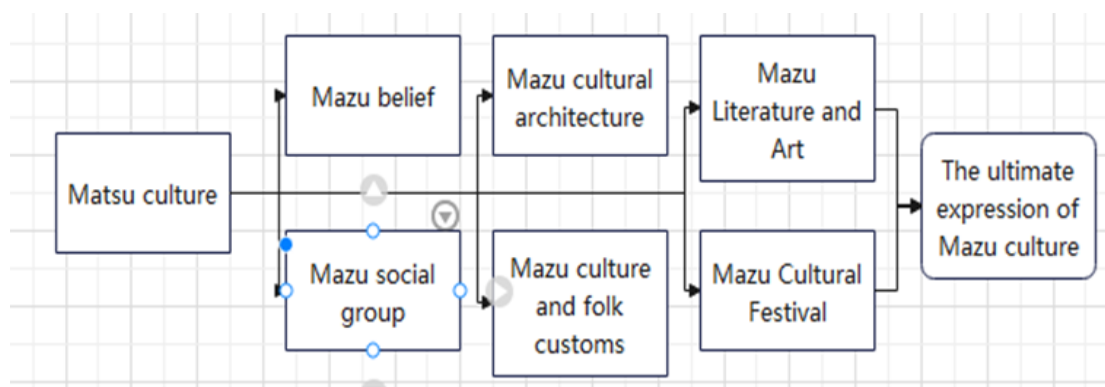 Matsu culture
Mazu belief
Mazu social
group
Mazu cultural
architecture
Mazu culture
and folk
customs
Mazu
Literature and
Art
Mazu Cultural
Festival
The ultimate
expression of
Mazu culture